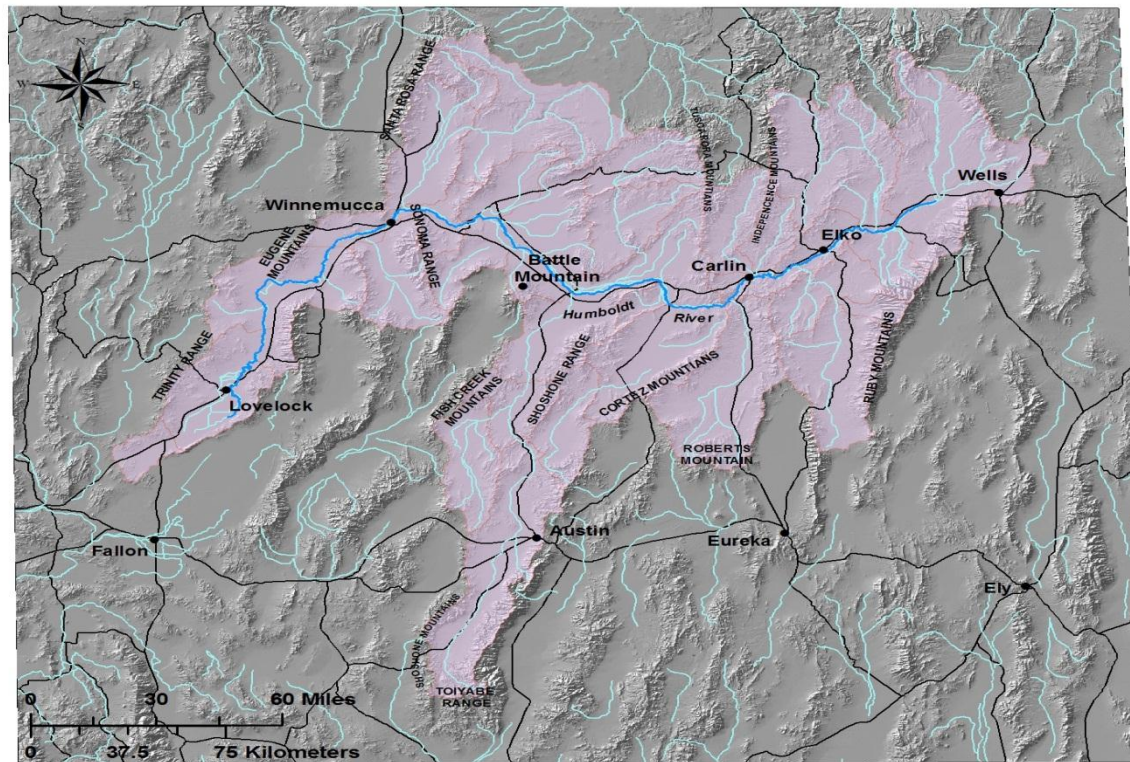 N
W
E
S
SANTA ROSA RANGE
TUSCARORA MOUNTAINS
INDEPENDENCE MOUNTAINS
Wells
Winnemucca
SONOMA RANGE
EUGENE
MOUNTAINS
Elko
Battle
Mountain
Carlin
Humboldt
River
TRINITY RANGE
Lovelock
FISH CREEK
MOUNTAINS
SHOSHONE RANGE
CORTEZ MOUNTIANS
RUBY MOUNTAINS
ROBERTS
MOUNTAIN
Austin
Eureka
Fallon
Ely
SHOSHONE MOUNTAINS
TOIYABE
RANGE
0 30 60 Miles
0 37.5 75 Kilometers